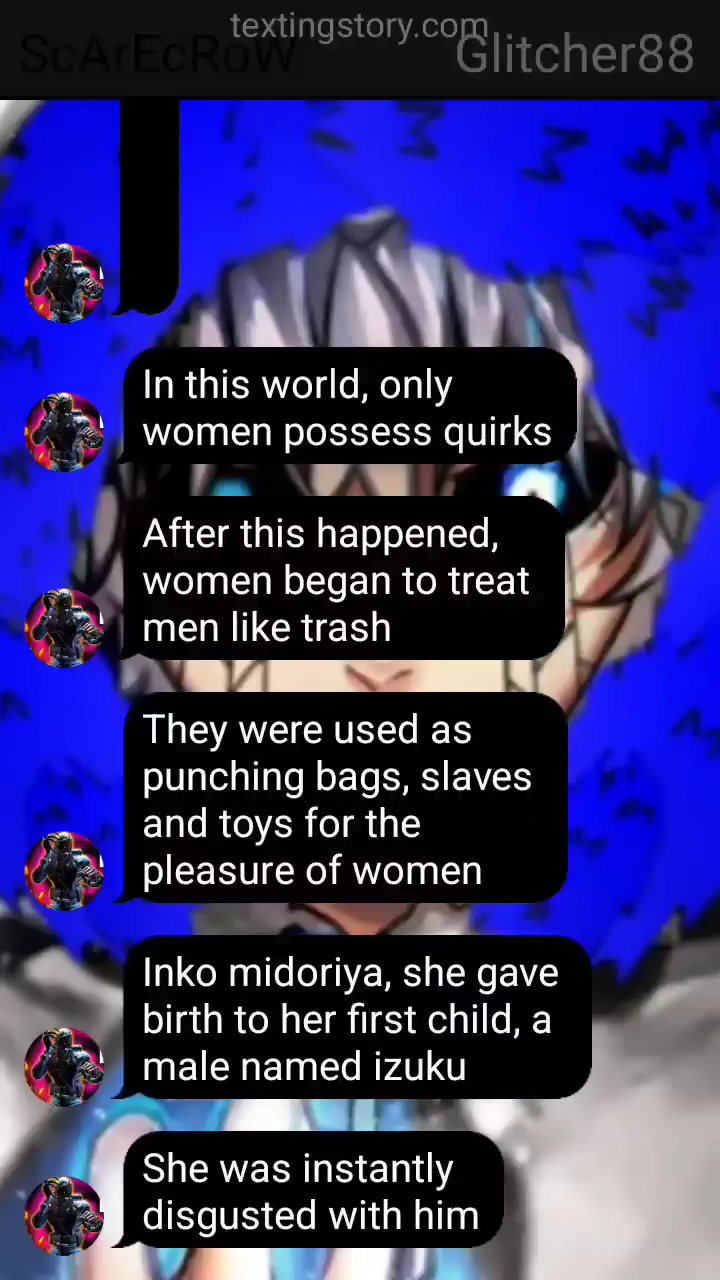 textingstory.com
ScArEcRoW
Glitcher88
In this world, only
women possess quirks
After this happened,
women began to treat
men like trash
They were used as
punching bags, slaves
and toys for the
pleasure of women
Inko midoriya, she gave
birth to her first child, a
male named izuku
She was instantly
disgusted with him